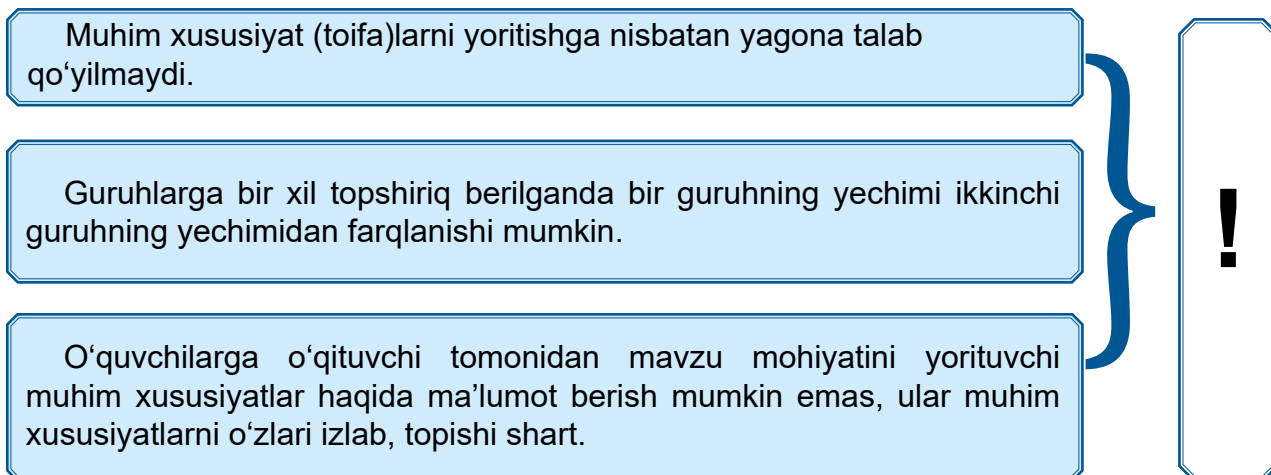 Muhim xususiyat (toifa)larni yoritishga nisbatan yagona talab
qo‘yilmaydi.
Guruhlarga bir xil topshiriq berilganda bir guruhning yechimi ikkinchi
guruhning yechimidan farqlanishi mumkin.
O‘quvchilarga o‘qituvchi tomonidan mavzu mohiyatini yorituvchi
muhim xususiyatlar haqida ma’lumot berish mumkin emas, ular muhim
xususiyatlarni o‘zlari izlab, topishi shart.
!